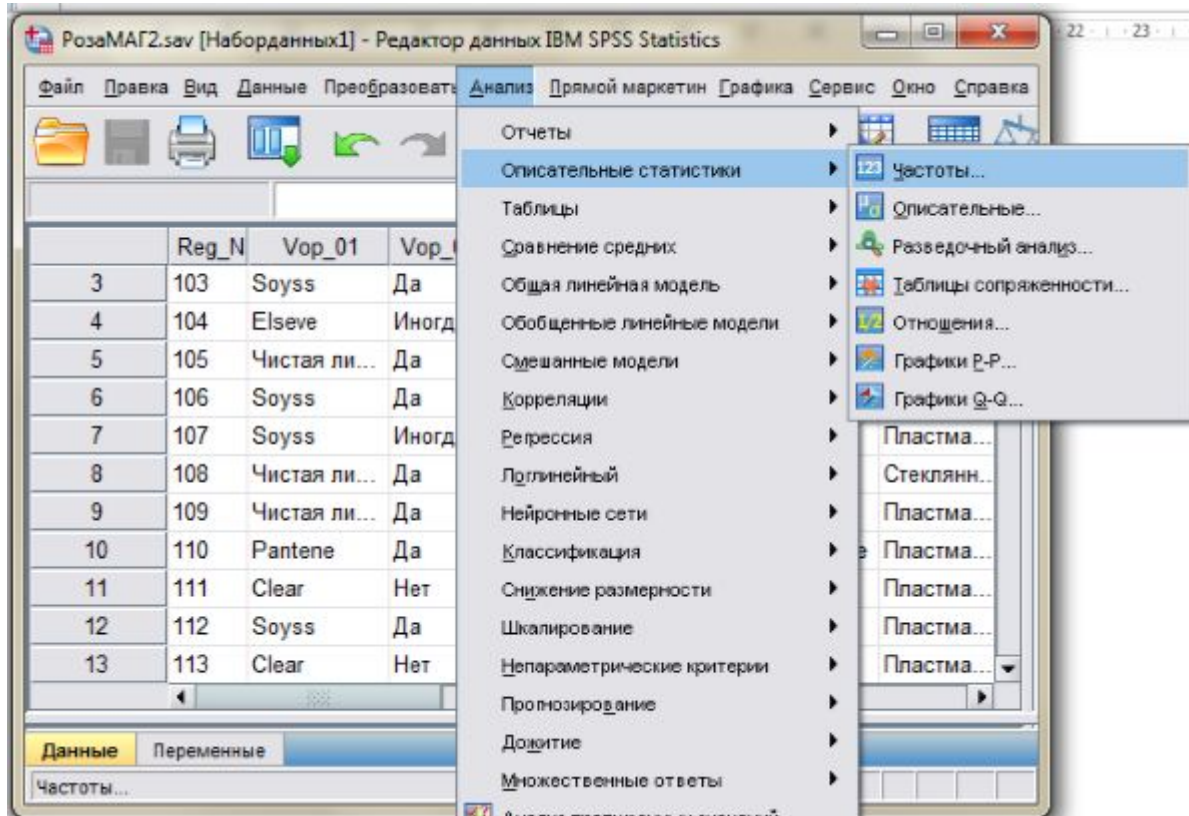 22 23
РозаМАГ2.sav [Наборданных1] - Редактор данных IBM SPSS Statistics
Файл Правка Вид Данные Преобразовать Анализ Прямой маркетин Графика Сервис Окно Справка
Отчеты
Описательные статистики
Таблицы
Сравнение средних
Общая линейная модель
Обобщенные линейные модели
Смешанные модели
Корреляции
Регрессия
Логлинейный
Нейронные сети
Классификация
Снижение размерности
Шкалирование
Непараметрические критерии
Прогнозирование
Дожитие
Множественные ответы
Частоты...
Описательные...
Разведочный анализ...
Таблицы сопряженности...
Отношения...
Графики P-P...
Графики Q-Q...
Reg_N Vop_01 Vop_
3 103 Soyss Да
4 104 Elseve Иногд
5 105 Чистая ли... Да
6 106 Soyss Да
7 107 Soyss Иногд Пластма...
8 108 Чистая ли... Да Стеклянн...
9 109 Чистая ли... Да Пластма...
10 110 Pantene Да е Пластма...
11 111 Clear Нет Пластма...
12 112 Soyss Да Пластма...
13 113 Clear Нет Пластма...
Данные Переменные
Частоты...